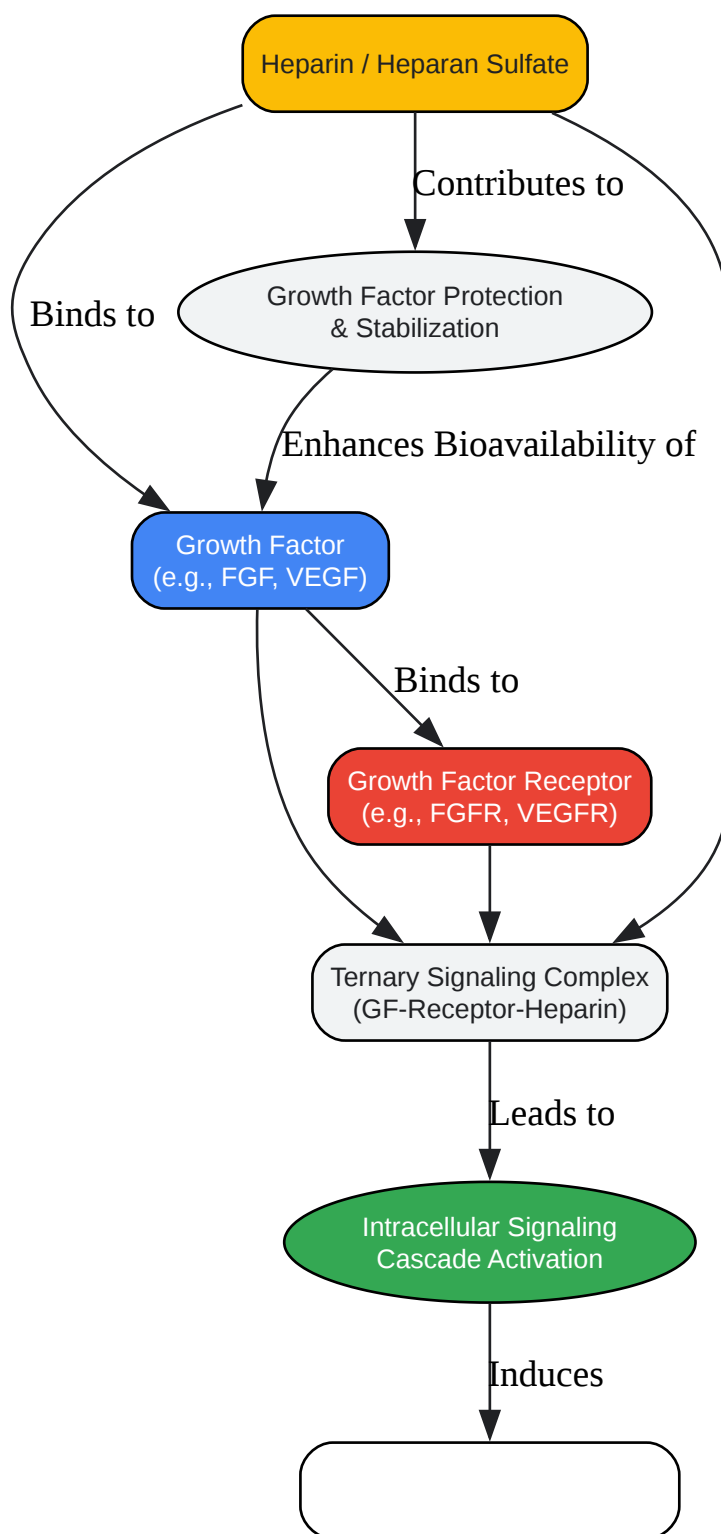 Heparin / Heparan Sulfate
Contributes to
Binds to
Growth Factor Protection
& Stabilization
Enhances Bioavailability of
Growth Factor
(e.g., FGF, VEGF)
Binds to
Growth Factor Receptor
(e.g., FGFR, VEGFR)
Ternary Signaling Complex
(GF-Receptor-Heparin)
Leads to
Intracellular Signaling
Cascade Activation
Induces